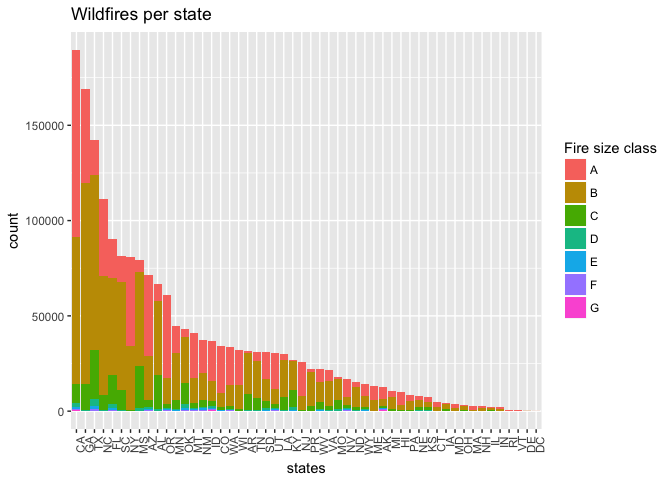 Wildfires per state
150000
100000
50000
0
count
CA GA TX NC FL SC NY MS AZ AL OR MN OK MT NM ID CO WA WI AR TN SD UT LA KY NJ PR WV VA MO NV ND WY ME AK MI HI PA NE KS CT IA MD OH MA NH IL IN RI VT DE DC
states
Fire size class
A
B
C
D
E
F
G